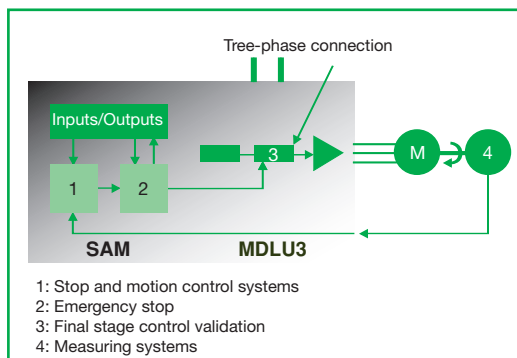 Tree-phase connection
Inputs/Outputs
3
M
4
1
2
SAM
MDLU3
1: Stop and motion control systems
2: Emergency stop
3: Final stage control validation
4: Measuring systems